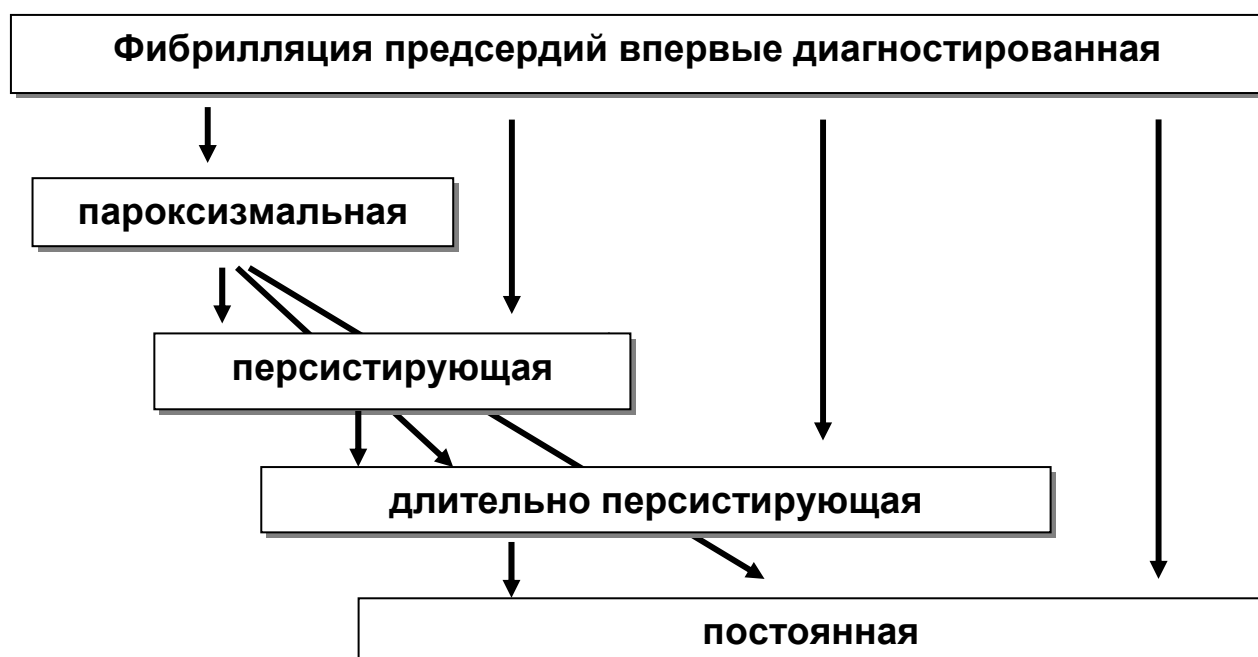 Фибрилляция предсердий впервые диагностированная
пароксизмальная
персистирующая
длительно персистирующая
постоянная